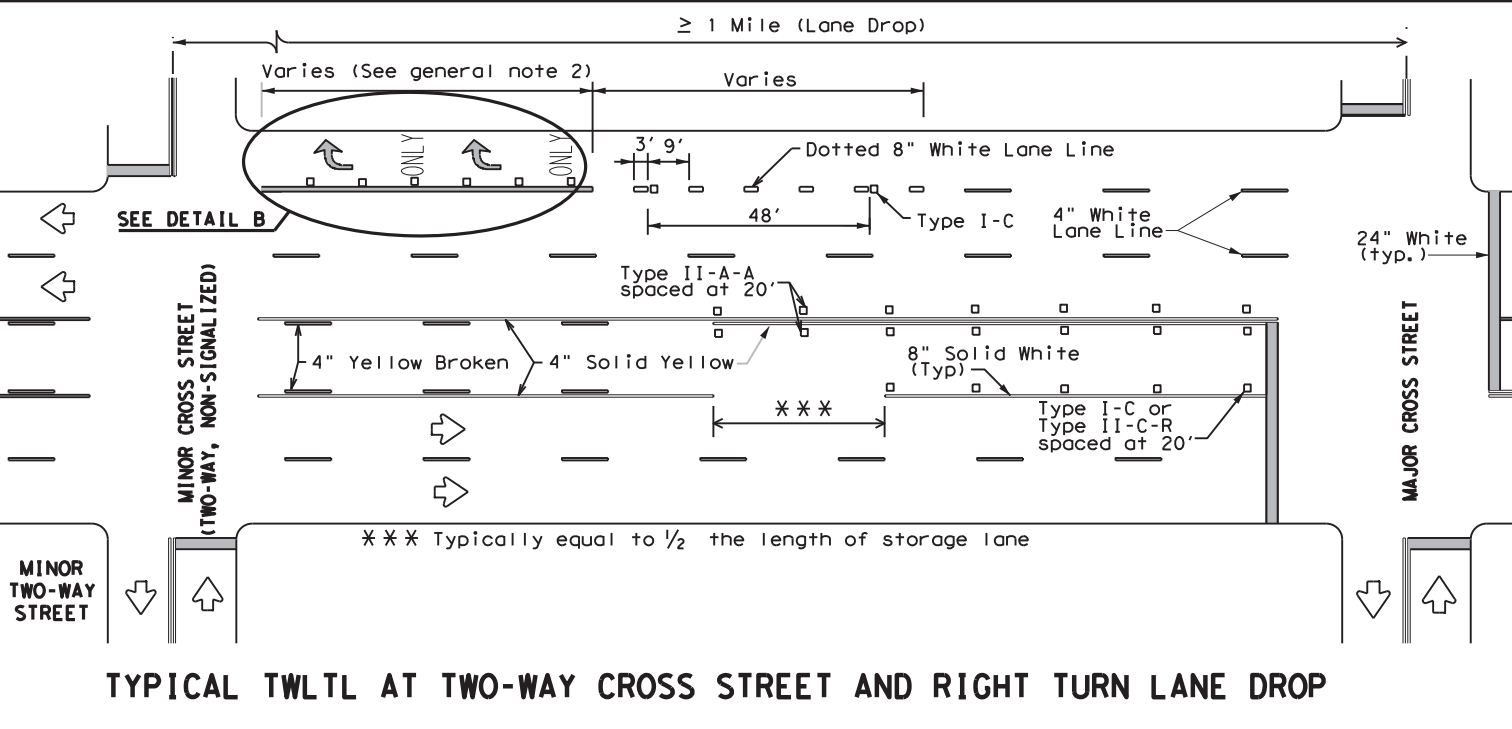 ≥ 1 Mile (Lane Drop)
Varies (See general note 2)
Varies
ONLY
ONLY
3' 9'
Dotted 8" White Lane Line
SEE DETAIL B
48'
Type I-C
4" White
Lane Line
24" White
(typ.)
Type II-A-A
spaced at 20'
MINOR CROSS STREET
(TWO-WAY, NON-SIGNALIZED)
4" Yellow Broken
4" Solid Yellow
8" Solid White
(Typ)
***
Type I-C or
Type II-C-R
spaced at 20'
MAJOR CROSS STREET
*** Typically equal to ½ the length of storage lane
MINOR
TWO-WAY
STREET
TYPICAL TWLTL AT TWO-WAY CROSS STREET AND RIGHT TURN LANE DROP